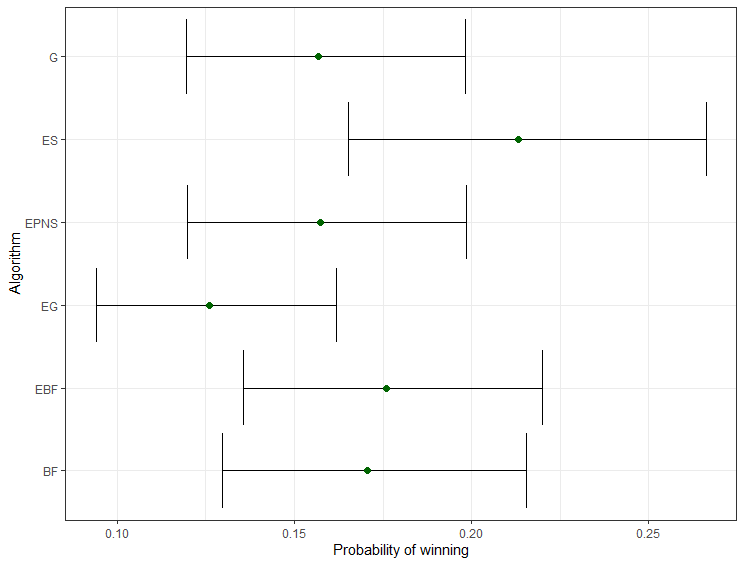 Algorithm
G
ES
EPNS
EG
EBF
BF
0.10 0.15 0.20 0.25
Probability of winning